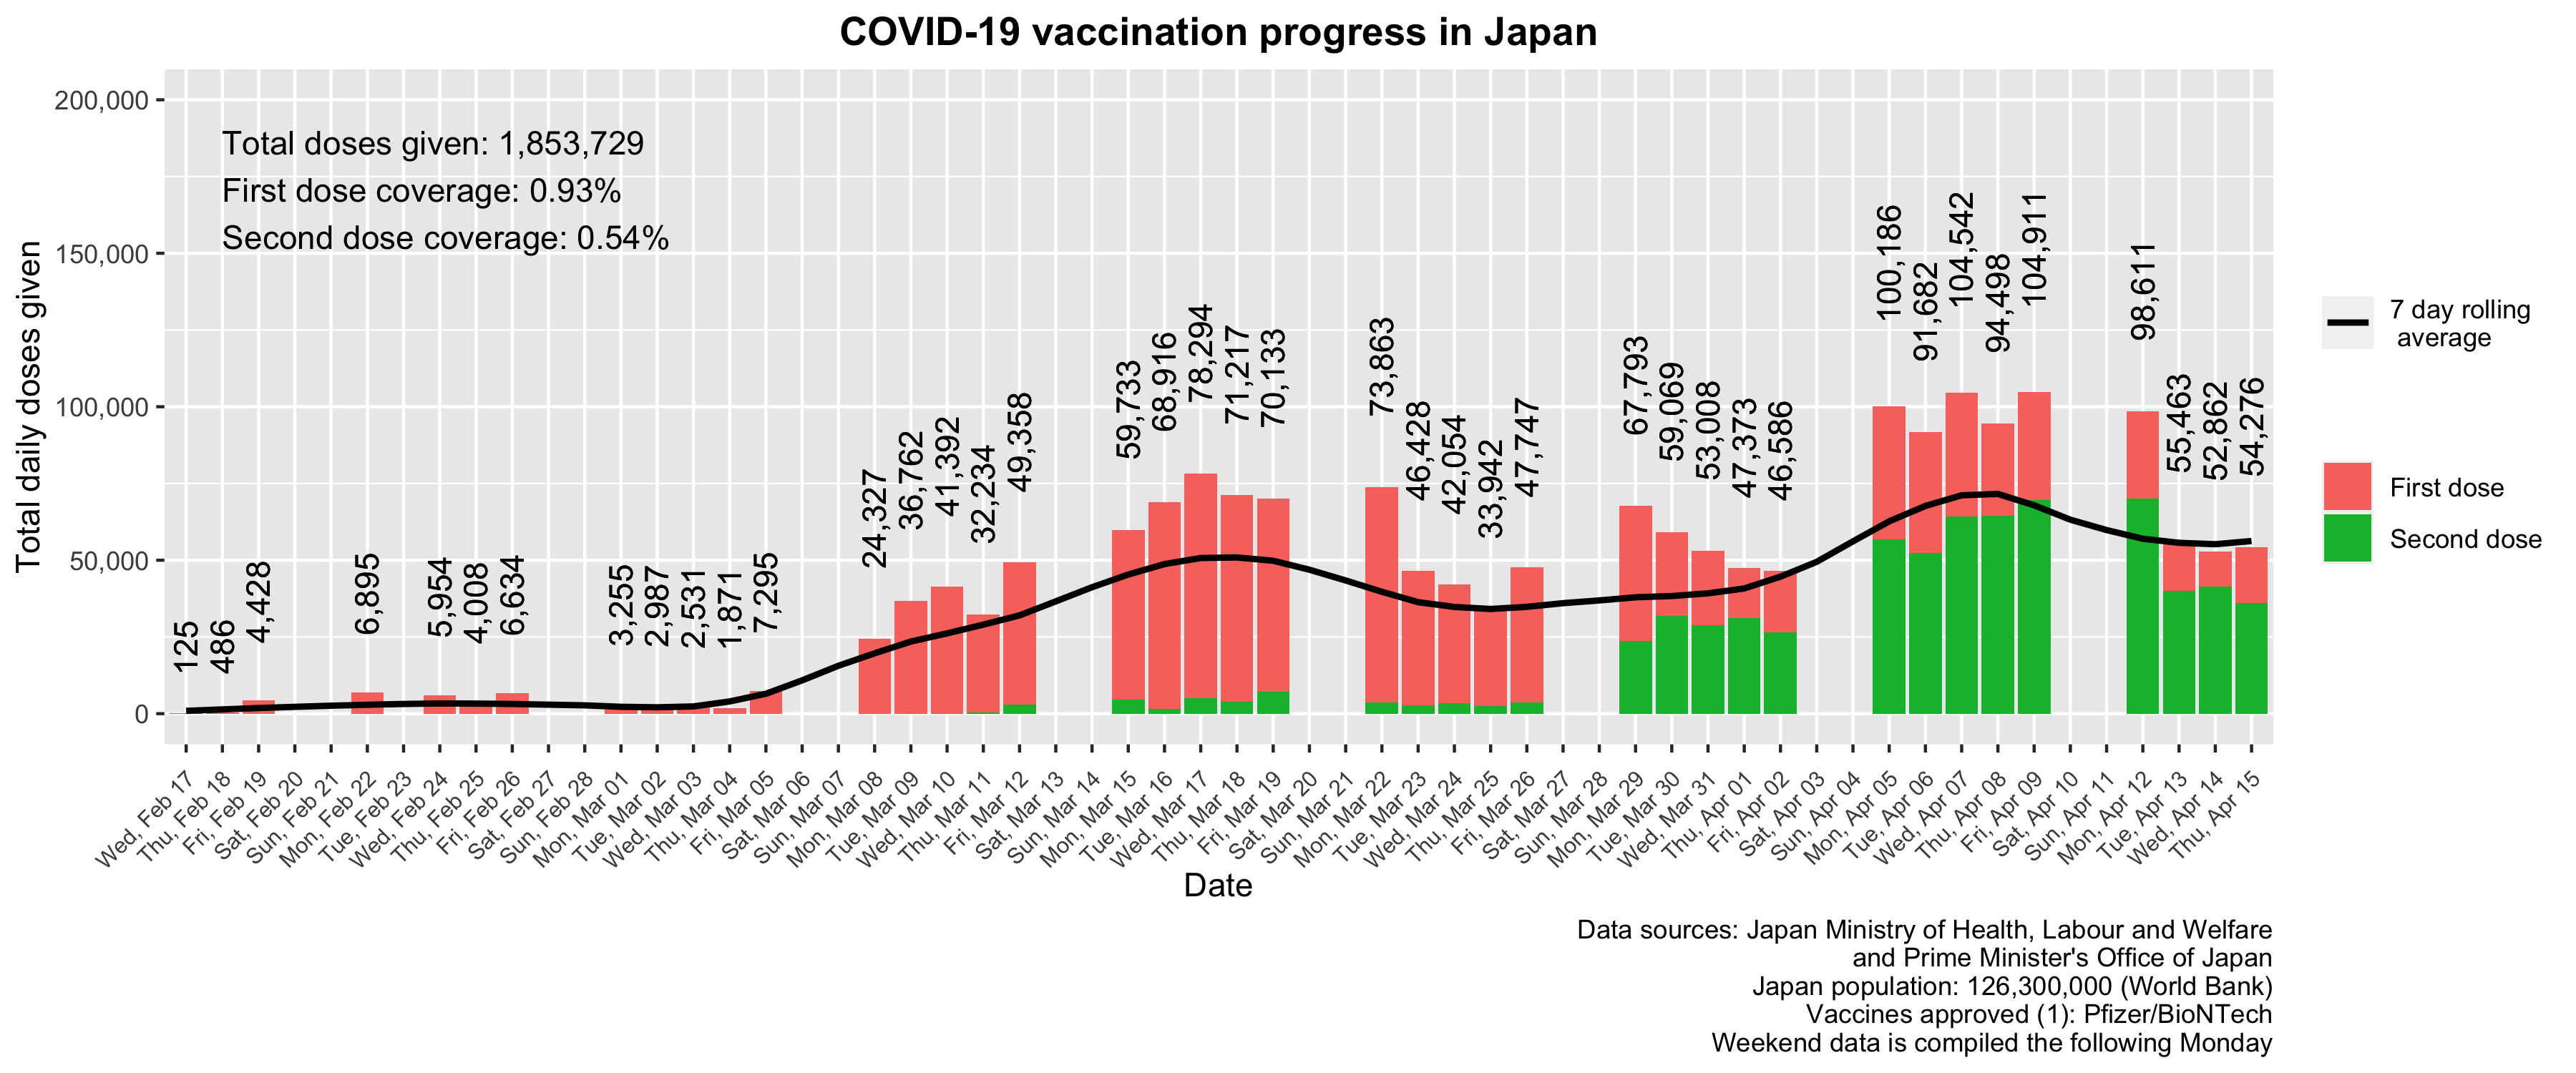 COVID-19 vaccination progress in Japan
Total daily doses given
200,000
150,000
100,000
50,000
0
Total doses given: 1,853,729
First dose coverage: 0.93%
Second dose coverage: 0.54%
125
486
4,428
6,895
5,954
4,008
6,634
3,255
2,987
2,531
1,871
7,295
24,327
36,762
41,392
32,234
49,358
59,733
68,916
78,294
71,217
70,133
73,863
46,428
42,054
33,942
47,747
67,793
59,069
53,008
47,373
46,586
100,186
91,682
104,542
94,498
104,911
98,611
55,463
52,862
54,276
Wed, Feb 17
Thu, Feb 18
Fri, Feb 19
Sat, Feb 20
Sun, Feb 21
Mon, Feb 22
Tue, Feb 23
Wed, Feb 24
Thu, Feb 25
Fri, Feb 26
Sat, Feb 27
Sun, Feb 28
Mon, Mar 01
Tue, Mar 02
Wed, Mar 03
Thu, Mar 04
Fri, Mar 05
Sat, Mar 06
Sun, Mar 07
Mon, Mar 08
Tue, Mar 09
Wed, Mar 10
Thu, Mar 11
Fri, Mar 12
Sat, Mar 13
Sun, Mar 14
Mon, Mar 15
Tue, Mar 16
Wed, Mar 17
Thu, Mar 18
Fri, Mar 19
Sat, Mar 20
Sun, Mar 21
Mon, Mar 22
Tue, Mar 23
Wed, Mar 24
Thu, Mar 25
Fri, Mar 26
Sat, Mar 27
Sun, Mar 28
Mon, Mar 29
Tue, Mar 30
Wed, Mar 31
Thu, Apr 01
Fri, Apr 02
Sat, Apr 03
Sun, Apr 04
Mon, Apr 05
Tue, Apr 06
Wed, Apr 07
Thu, Apr 08
Fri, Apr 09
Sat, Apr 10
Sun, Apr 11
Mon, Apr 12
Tue, Apr 13
Wed, Apr 14
Thu, Apr 15
Date
7 day rolling
average
First dose
Second dose
Data sources: Japan Ministry of Health, Labour and Welfare
and Prime Minister's Office of Japan
Japan population: 126,300,000 (World Bank)
Vaccines approved (1): Pfizer/BioNTech
Weekend data is compiled the following Monday